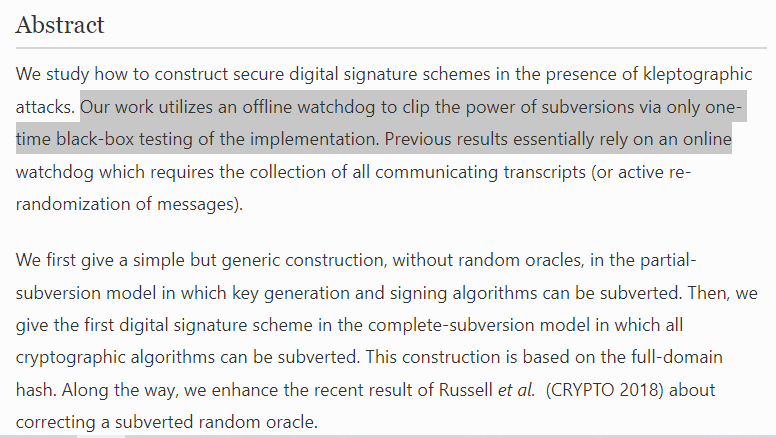 Abstract
We study how to construct secure digital signature schemes in the presence of kleptographic
attacks. Our work utilizes an offline watchdog to clip the power of subversions via only one-
time black-box testing of the implementation. Previous results essentially rely on an online
watchdog which requires the collection of all communicating transcripts (or active re-
randomization of messages).
We first give a simple but generic construction, without random oracles, in the partial-
subversion model in which key generation and signing algorithms can be subverted. Then, we
give the first digital signature scheme in the complete-subversion model in which all
cryptographic algorithms can be subverted. This construction is based on the full-domain
hash. Along the way, we enhance the recent result of Russell et al. (CRYPTO 2018) about
correcting a subverted random oracle.